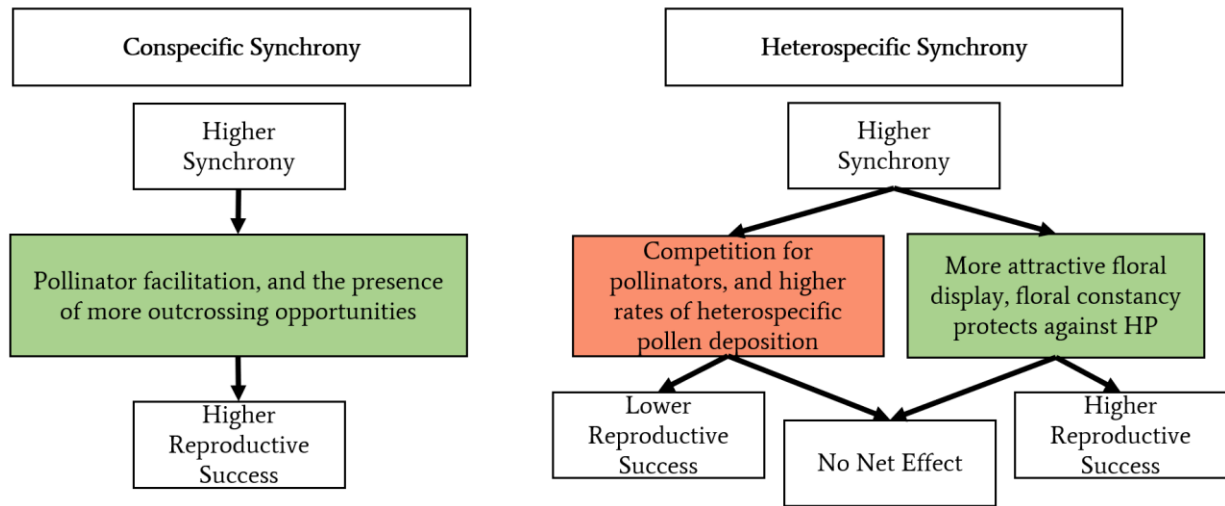 Conspecific Synchrony
Higher
Synchrony
Pollinator facilitation, and the presence
of more outcrossing opportunities
Higher
Reproductive
Success
Heterospecific Synchrony
Higher
Synchrony
Competition for
pollinators, and higher
rates of heterospecific
pollen deposition
More attractive floral
display, floral constancy
protects against HP
Lower
Reproductive
Success
No Net Effect
Higher
Reproductive
Success